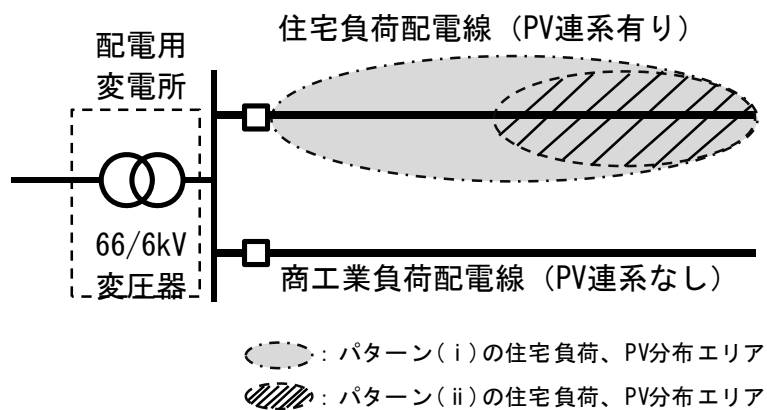 住宅負荷配電線（PV連系有り）
配電用
変電所
66/6kV
変圧器
商工業負荷配電線（PV連系なし）
：パターン(ⅰ)の住宅負荷、PV分布エリア
：パターン(ⅱ)の住宅負荷、PV分布エリア